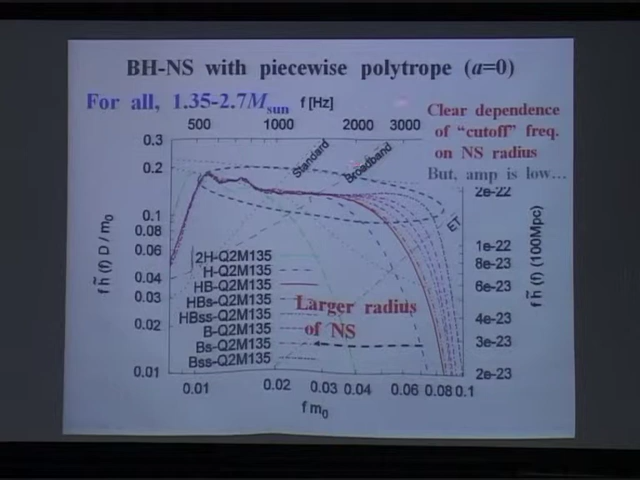 BH-NS with piecewise polytrope (a=0)
For all, 1.35-2.7Msun
f [Hz]
Clear dependence
of “cutoff” freq.
on NS radius
But, amp is low...
500 1000 2000 3000
Standard
Broadband
ET
0.3
0.2
0.1
0.08
0.06
0.04
0.03
0.02
0.01
f h̃ (f) D / m0
2e-22
1e-22
8e-23
6e-23
4e-23
3e-23
2e-23
f h̃ (f) (100Mpc)
2H-Q2M135
H-Q2M135
HB-Q2M135
HBs-Q2M135
HBss-Q2M135
B-Q2M135
Bs-Q2M135
Bss-Q2M135
Larger radius
of NS
0.01 0.02 0.03 0.04 0.06 0.08 0.1
f m0